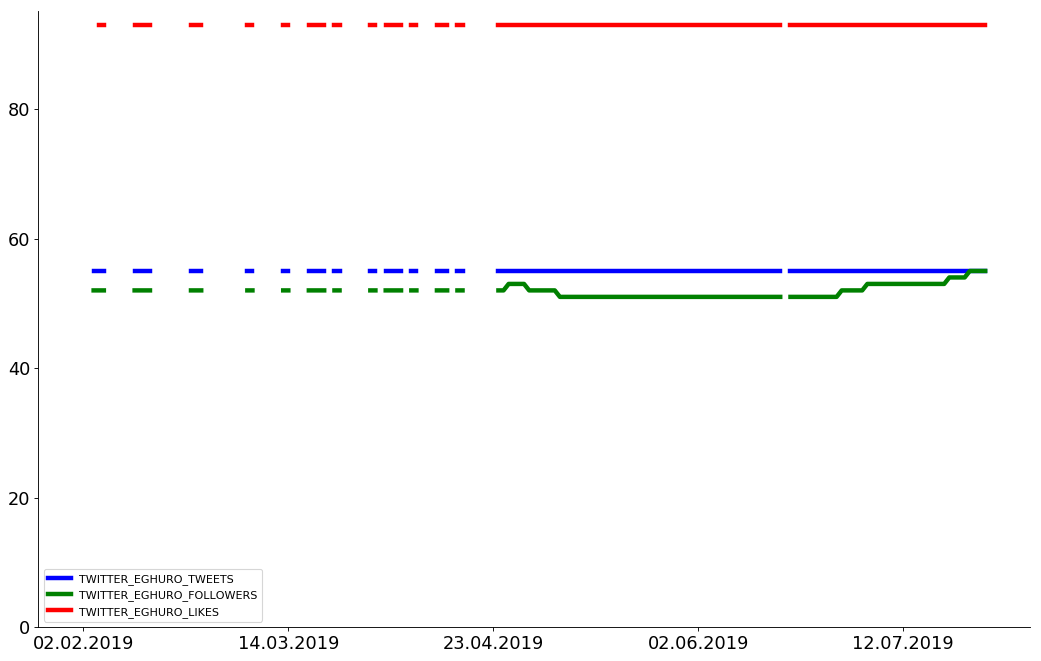 80
60
40
20
0
TWITTER_EGHURO_TWEETS
TWITTER_EGHURO_FOLLOWERS
TWITTER_EGHURO_LIKES
02.02.2019 14.03.2019 23.04.2019 02.06.2019 12.07.2019